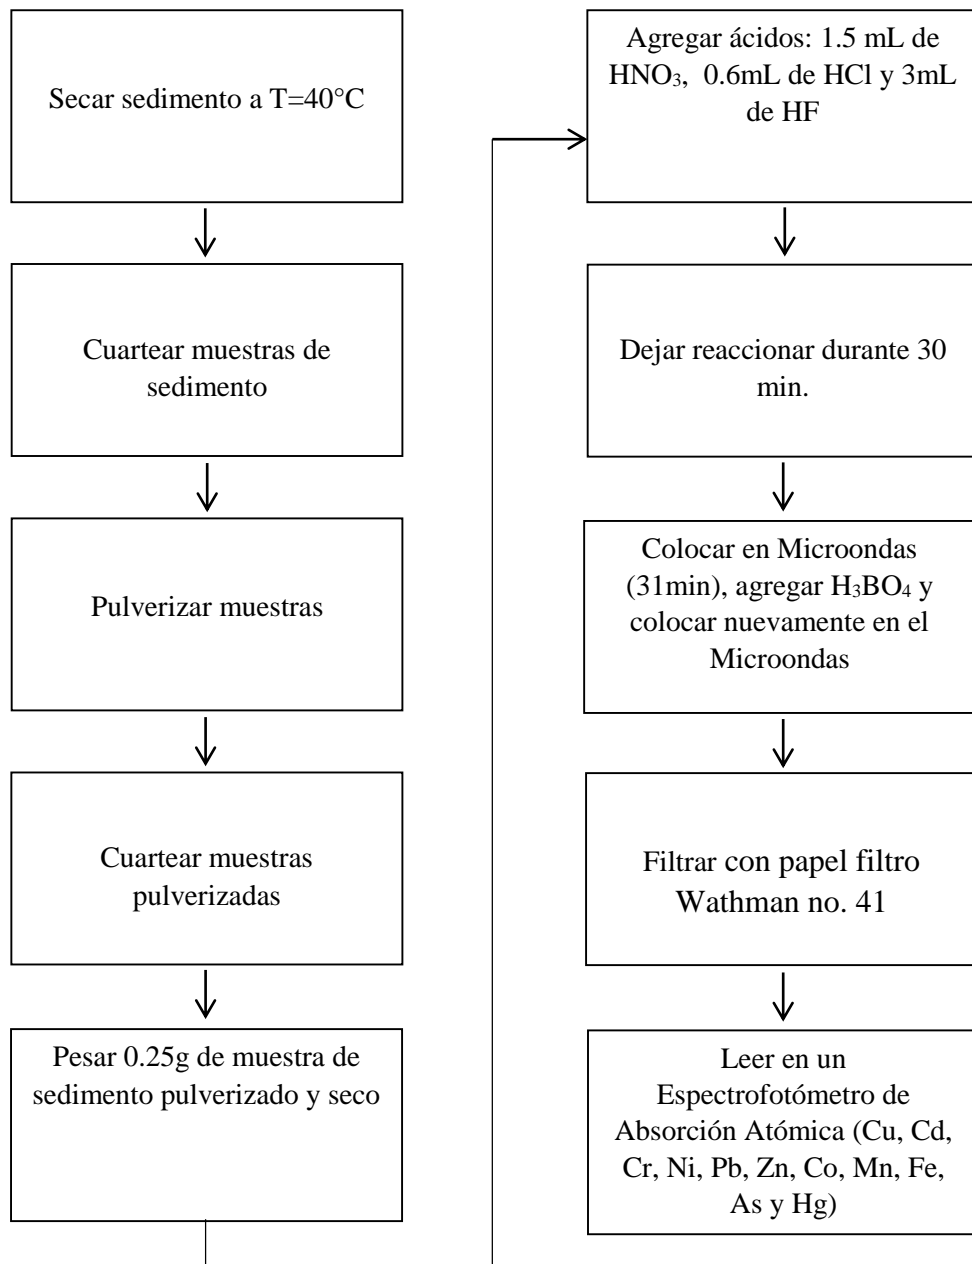 Secar sedimento a T=40°C
Cuartear muestras de
sedimento
Pulverizar muestras
Cuartear muestras
pulverizadas
Pesar 0.25g de muestra de
sedimento pulverizado y seco
Agregar ácidos: 1.5 mL de
HNO₃, 0.6mL de HCl y 3mL
de HF
Dejar reaccionar durante 30
min.
Colocar en Microondas
(31min), agregar H₃BO₄ y
colocar nuevamente en el
Microondas
Filtrar con papel filtro
Wathman no. 41
Leer en un
Espectrofotómetro de
Absorción Atómica (Cu, Cd,
Cr, Ni, Pb, Zn, Co, Mn, Fe,
As y Hg)